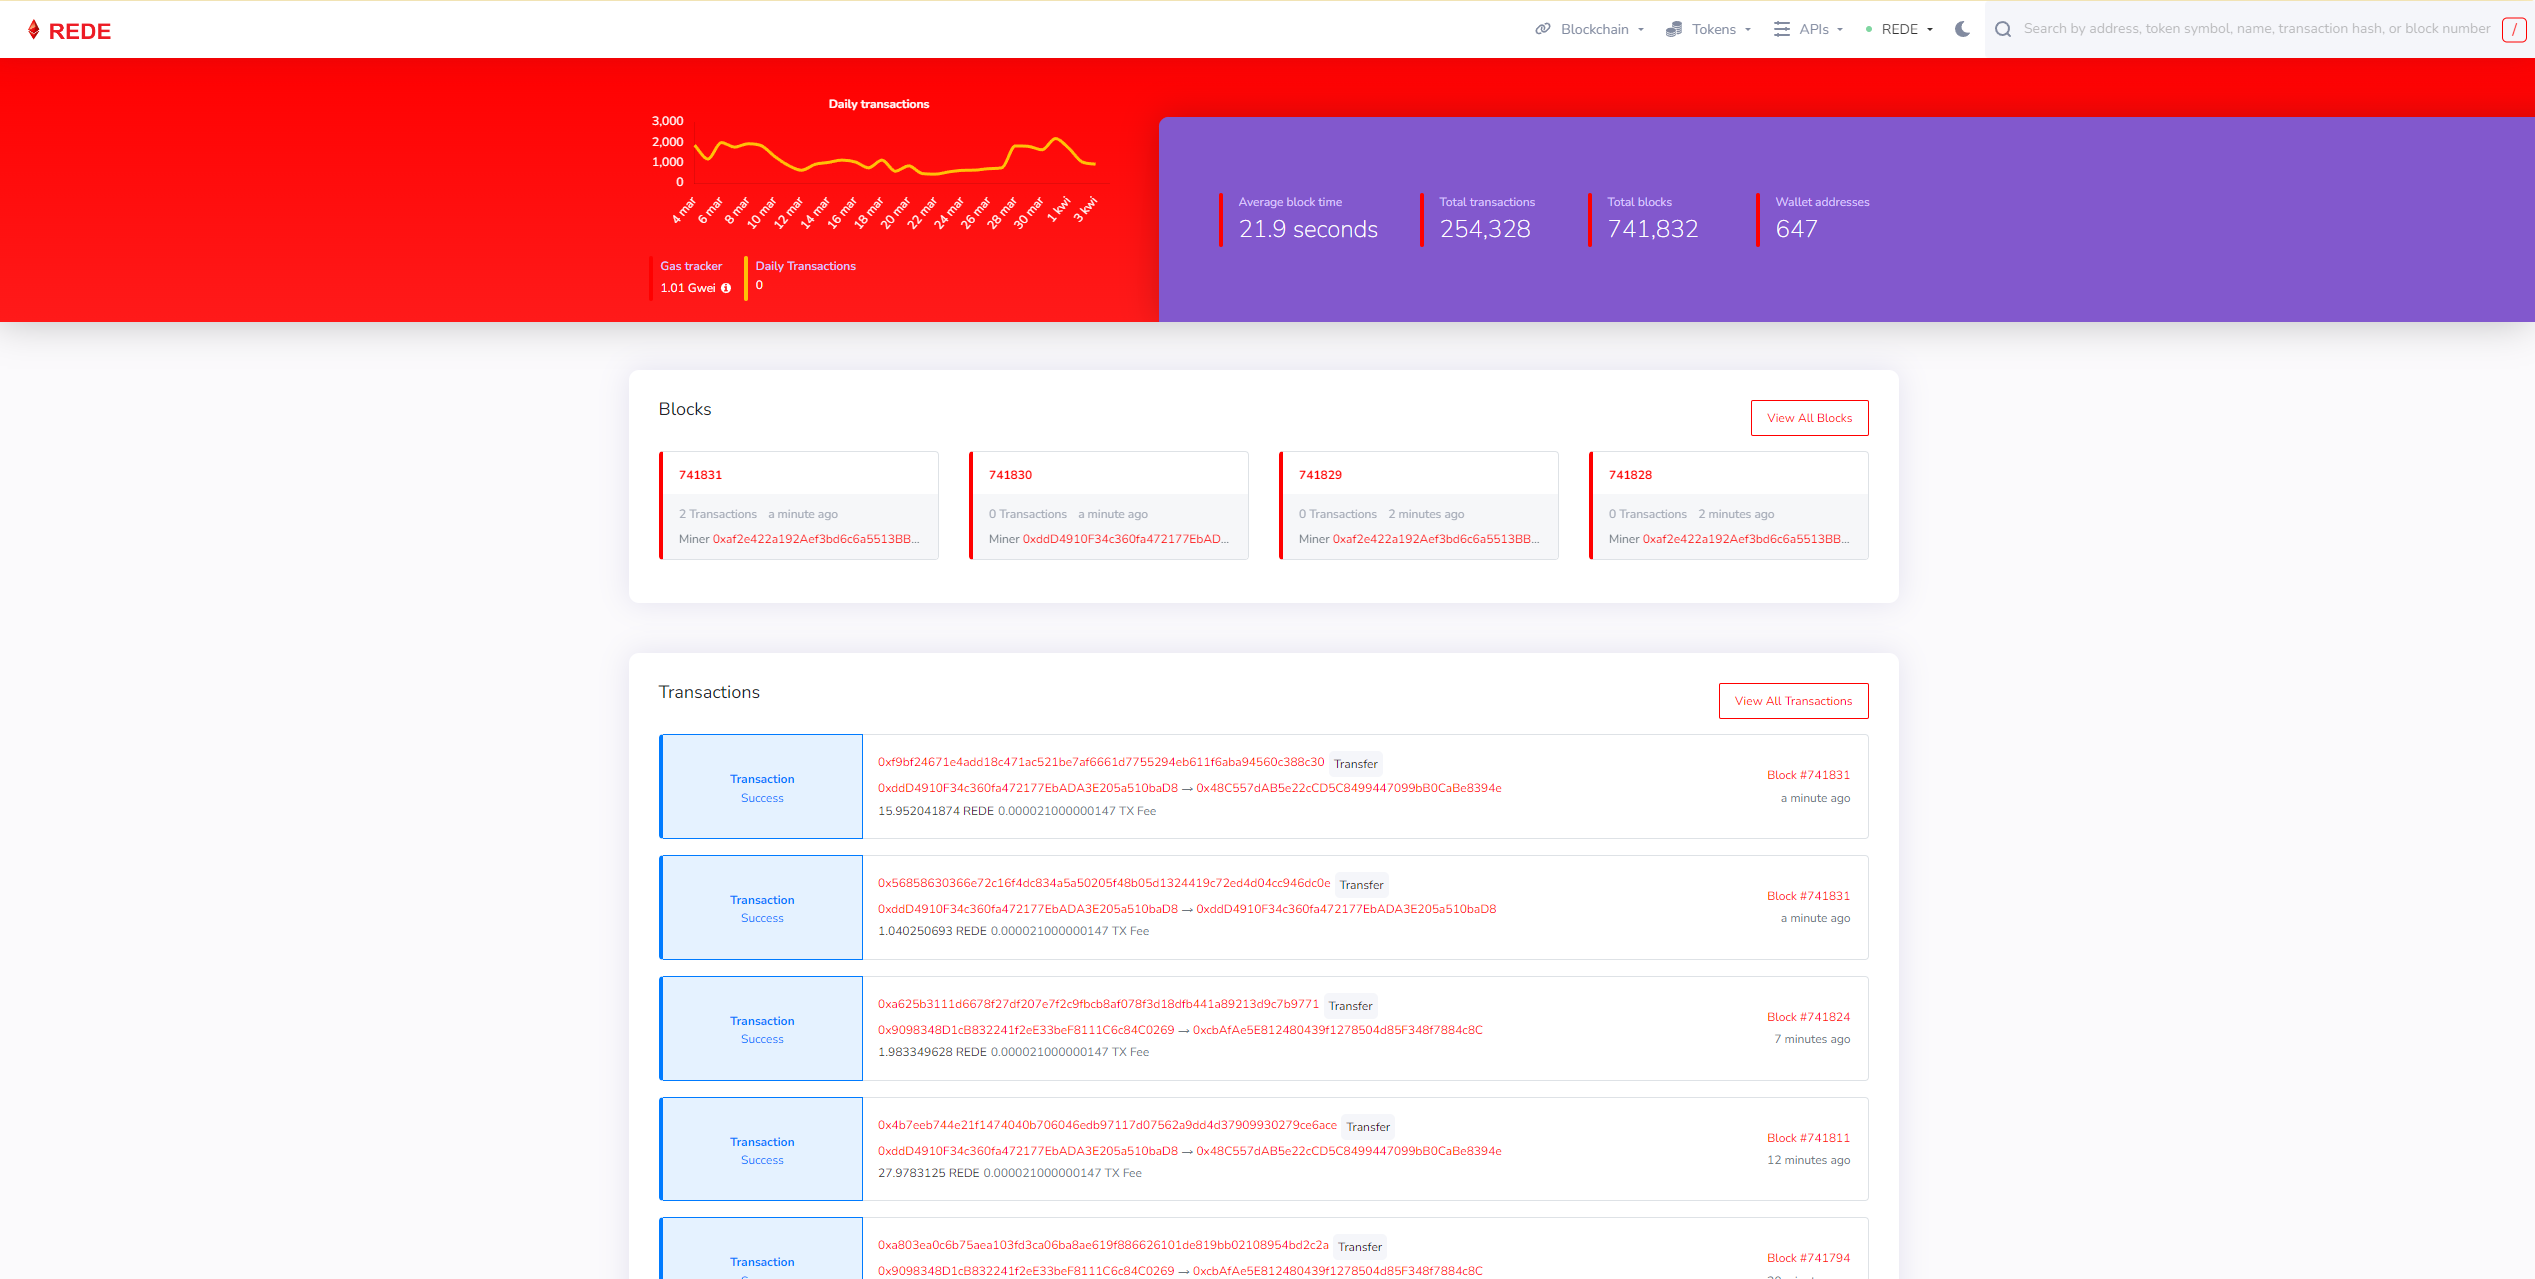 REDE
Blockchain
Tokens
APIs
REDE
Search by address, token symbol, name, transaction hash, or block number
/
Daily transactions
3,000
2,000
1,000
0
4 mar
6 mar
8 mar
10 mar
12 mar
14 mar
16 mar
18 mar
20 mar
22 mar
24 mar
26 mar
28 mar
30 mar
1 kwi
3 kwi
Gas tracker
1.01 Gwei
Daily Transactions
0
Average block time
21.9 seconds
Total transactions
254,328
Total blocks
741,832
Wallet addresses
647
Blocks
View All Blocks
741831
2 Transactions a minute ago
Miner 0xaf2e422a192Aef3bd6c6a5513BB...
741830
0 Transactions a minute ago
Miner 0xddD4910F34c360fa472177EbAD...
741829
0 Transactions 2 minutes ago
Miner 0xaf2e422a192Aef3bd6c6a5513BB...
741828
0 Transactions 2 minutes ago
Miner 0xaf2e422a192Aef3bd6c6a5513BB...
Transactions
View All Transactions
Transaction
Success
0xf9bf24671e4add18c471ac521be7af6661d7755294eb611f6aba94560c388c30 Transfer
0xddD4910F34c360fa472177EbADA3E205a510baD8 → 0x48C557dAB5e22cCD5C8499447099bB0CaBe8394e
15.952041874 REDE 0.000021000000147 TX Fee
Block #741831
a minute ago
Transaction
Success
0x56858630366e72c16f4dc834a5a50205f48b05d1324419c72ed4d04cc946dc0e Transfer
0xddD4910F34c360fa472177EbADA3E205a510baD8 → 0xddD4910F34c360fa472177EbADA3E205a510baD8
1.040250693 REDE 0.000021000000147 TX Fee
Block #741831
a minute ago
Transaction
Success
0xa625b3111d6678f27df207e7f2c9fbcb8af078f3d18dfb441a89213d9c7b9771 Transfer
0x9098348D1cB832241f2eE33beF8111C6c84C0269 → 0xcbAfAe5E812480439f1278504d85F348f7884c8C
1.983349628 REDE 0.000021000000147 TX Fee
Block #741824
7 minutes ago
Transaction
Success
0x4b7eeb744e21f1474040b706046edb97117d07562a9dd4d37909930279ce6ace Transfer
0xddD4910F34c360fa472177EbADA3E205a510baD8 → 0x48C557dAB5e22cCD5C8499447099bB0CaBe8394e
27.9783125 REDE 0.000021000000147 TX Fee
Block #741811
12 minutes ago
Transaction
0xa803ea0c6b75aea103fd3ca06ba8ae619f886626101de819bb02108954bd2c2a Transfer
0x9098348D1cB832241f2eE33beF8111C6c84C0269 → 0xcbAfAe5E812480439f1278504d85F348f7884c8C
Block #741794